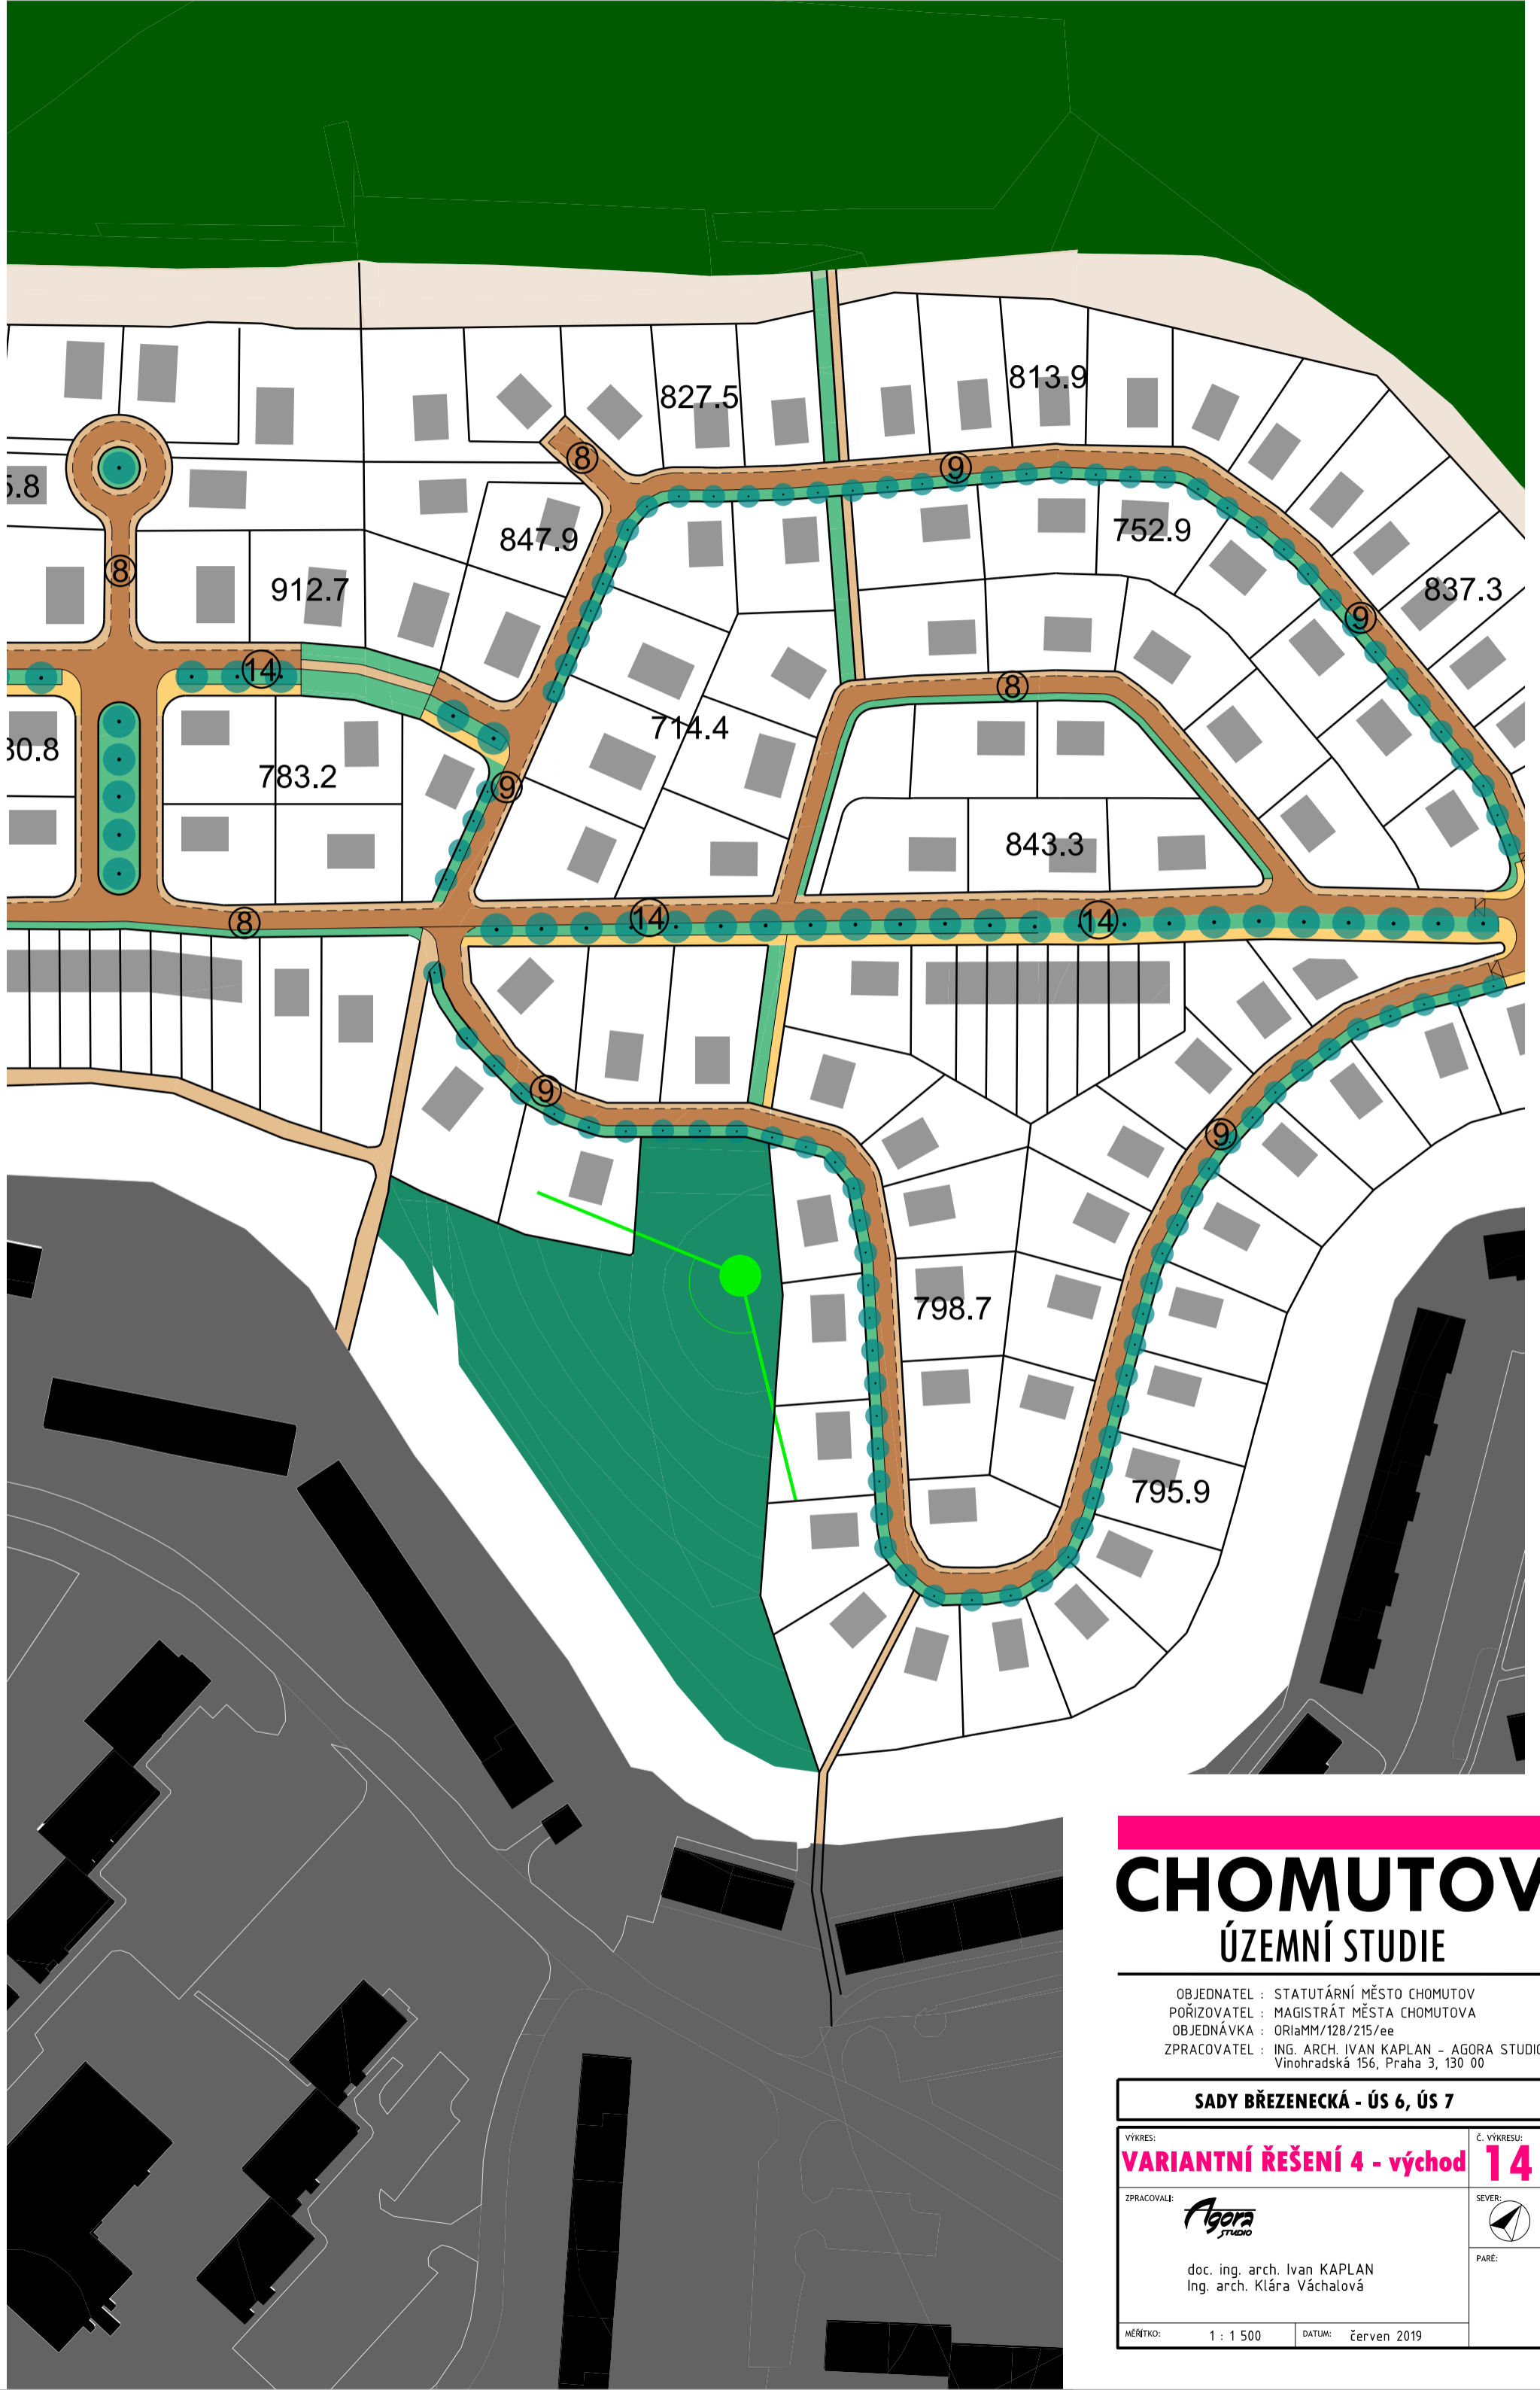 827.5
813.9
8
9
5.8
847.9
752.9
8
912.7
837.3
9
14
8
714.4
30.8
783.2
9
843.3
8
14
14
9
9
798.7
795.9
CHOMUTOV
ÚZEMNÍ STUDIE
OBJEDNATEL : STATUTÁRNÍ MĚSTO CHOMUTOV
POŘIZOVATEL : MAGISTRÁT MĚSTA CHOMUTOVA
OBJEDNÁVKA : ORIaMM/128/215/ee
ZPRACOVATEL : ING. ARCH. IVAN KAPLAN - AGORA STUDIO
Vinohradská 156, Praha 3, 130 00
SADY BŘEZENECKÁ - ÚS 6, ÚS 7
VÝKRES:
VARIANTNÍ ŘEŠENÍ 4 - východ
Č. VÝKRESU:
14
ZPRACOVALI:
Agora
STUDIO
SEVER:
doc. ing. arch. Ivan KAPLAN
Ing. arch. Klára Váchalová
PARÉ:
MĚŘÍTKO: 1 : 1 500
DATUM: červen 2019